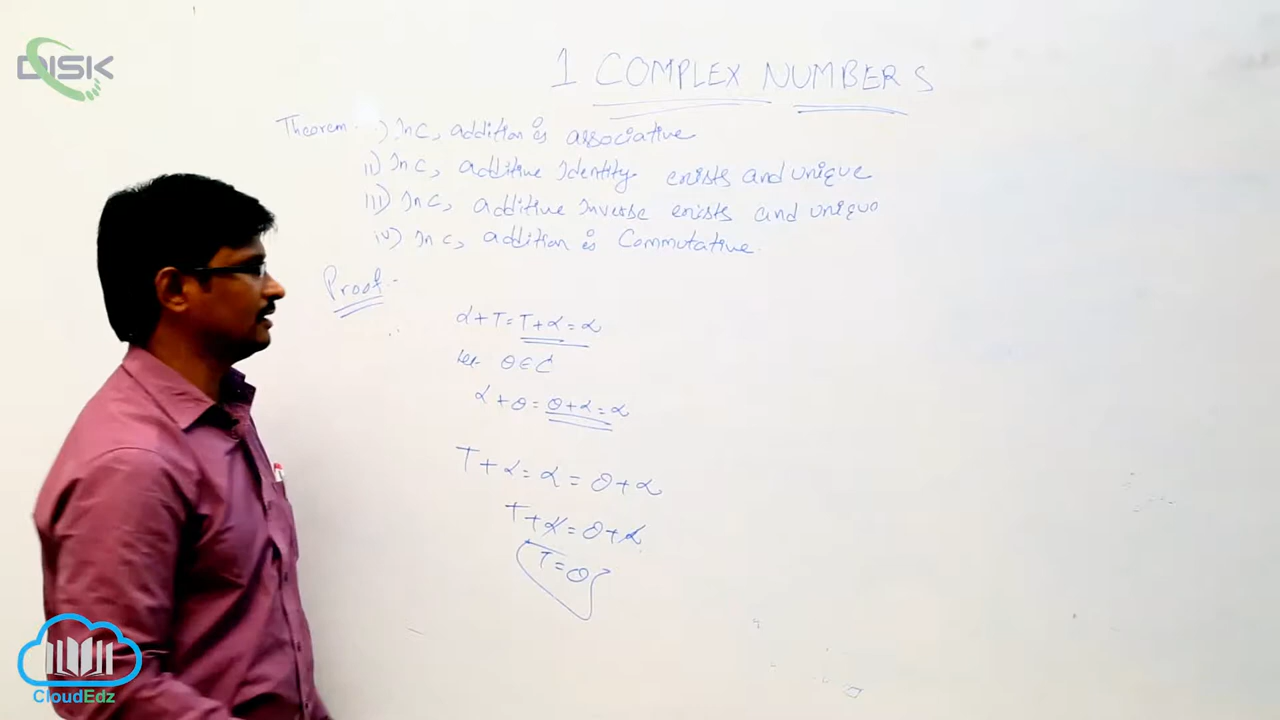 DISK
1 COMPLEX NUMBERS
Theorem. i) In C, addition is associative
ii) In C, additive Identity exists and unique
iii) In C, additive Inverse exists and unique
iv) In C, addition is Commutative.
Proof:-
α+T=T+α=α
Let θ∈C
α+θ=θ+α=α
T+α=α=θ+α
T+α=θ+α
T=θ
CloudEdz